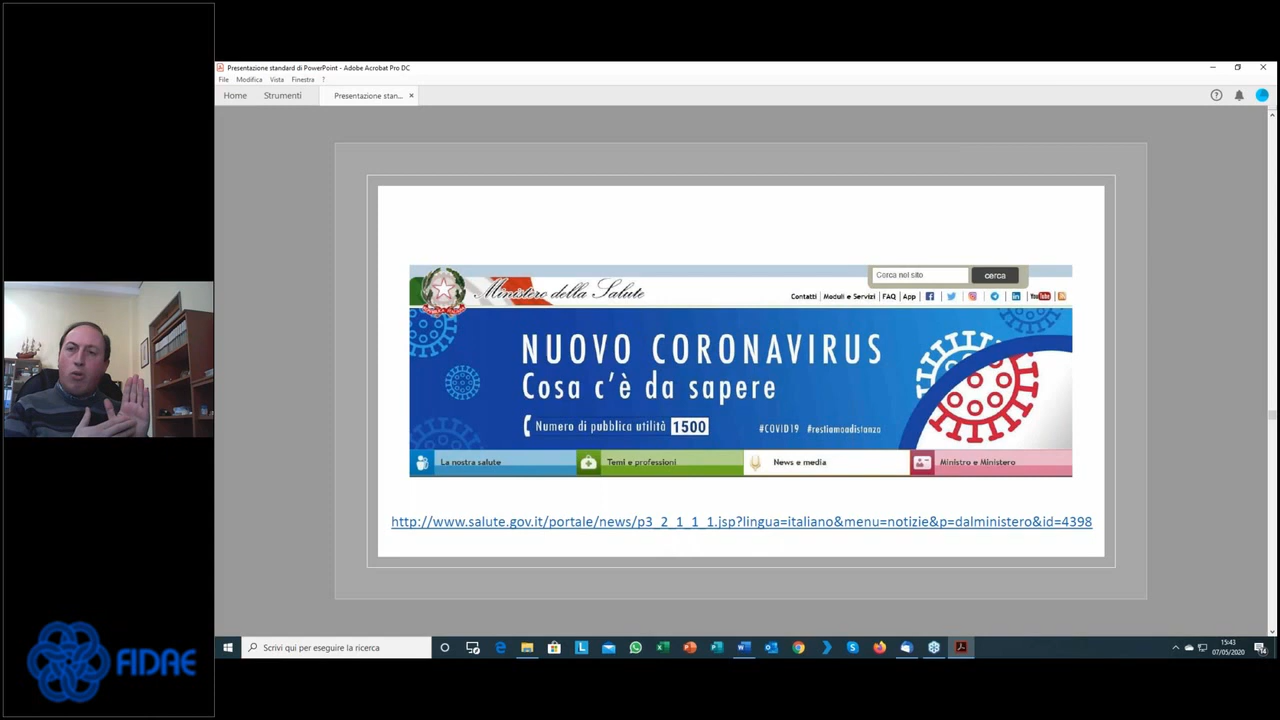 Presentazione standard di PowerPoint - Adobe Acrobat Pro DC
File Modifica Vista Finestra ?
Home Strumenti Presentazione stan...
Ministero della Salute
Cerca nel sito
cerca
Contatti | Moduli e Servizi | FAQ | App
YouTube
NUOVO CORONAVIRUS
Cosa c'è da sapere
Numero di pubblica utilità 1500
#COVID19 #restiamoadistanza
La nostra salute
Temi e professioni
News e media
Ministro e Ministero
http://www.salute.gov.it/portale/news/p3_2_1_1_1.jsp?lingua=italiano&menu=notizie&p=dalministero&id=4398
FIDAE
Scrivi qui per eseguire la ricerca
15:43
07/05/2020